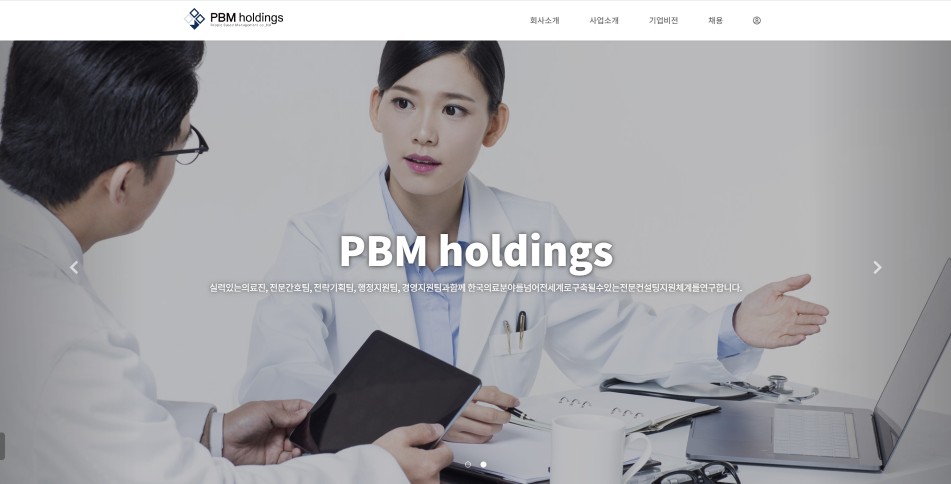 PBM holdings
회사소개 사업소개 기업비전 채용
PBM holdings
실력있는의료진, 전문간호팀, 전략기획팀, 행정지원팀, 경영지원팀과함께 한국의료분야를넘어전세계로구축될수있는전문컨설팅지원체계를연구합니다.